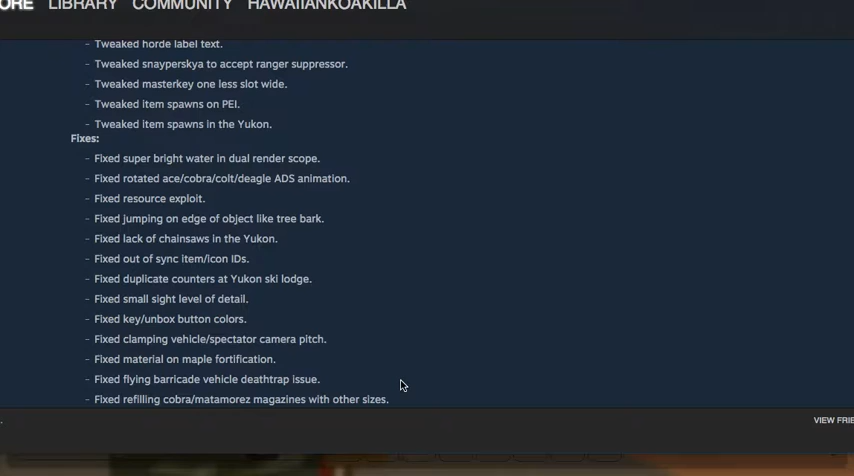 ORE LIBRARY COMMUNITY HAWAIIANKOAKILLA
- Tweaked horde label text.
- Tweaked snayperskya to accept ranger suppressor.
- Tweaked masterkey one less slot wide.
- Tweaked item spawns on PEI.
- Tweaked item spawns in the Yukon.
Fixes:
- Fixed super bright water in dual render scope.
- Fixed rotated ace/cobra/colt/deagle ADS animation.
- Fixed resource exploit.
- Fixed jumping on edge of object like tree bark.
- Fixed lack of chainsaws in the Yukon.
- Fixed out of sync item/icon IDs.
- Fixed duplicate counters at Yukon ski lodge.
- Fixed small sight level of detail.
- Fixed key/unbox button colors.
- Fixed clamping vehicle/spectator camera pitch.
- Fixed material on maple fortification.
- Fixed flying barricade vehicle deathtrap issue.
- Fixed refilling cobra/matamorez magazines with other sizes.
VIEW FRIE